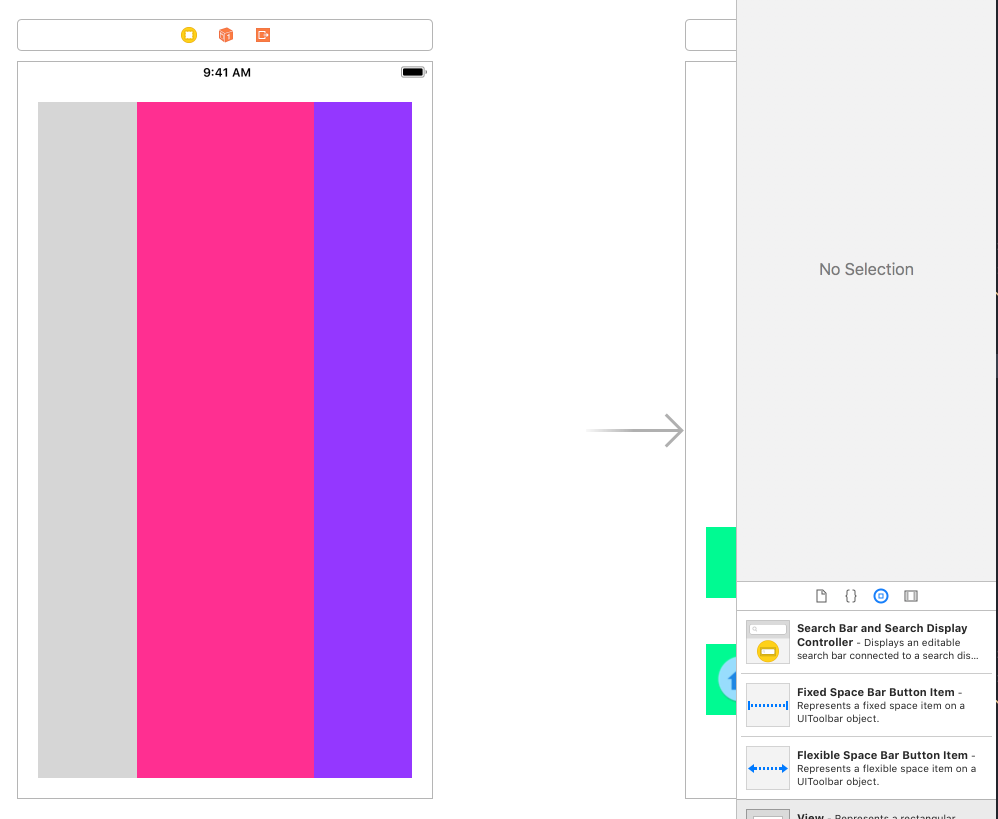 9:41 AM
No Selection
{ }
Search Bar and Search Display
Controller - Displays an editable
search bar connected to a search dis...
Fixed Space Bar Button Item -
Represents a fixed space item on a
UIToolbar object.
Flexible Space Bar Button Item -
Represents a flexible space item on a
UIToolbar object.
View - Represents a rectangular